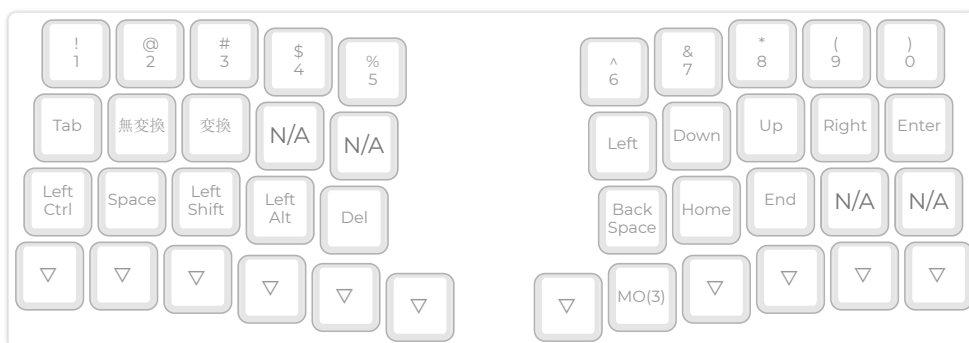 ! @ # $ % ^ & * ( )
1 2 3 4 5 6 7 8 9 0
Tab 無変換 変換 N/A N/A Left Down Up Right Enter
Left Ctrl Space Left Shift Left Alt Del Back Space Home End N/A N/A
▽ ▽ ▽ ▽ ▽ ▽ ▽ MO(3) ▽ ▽ ▽ ▽